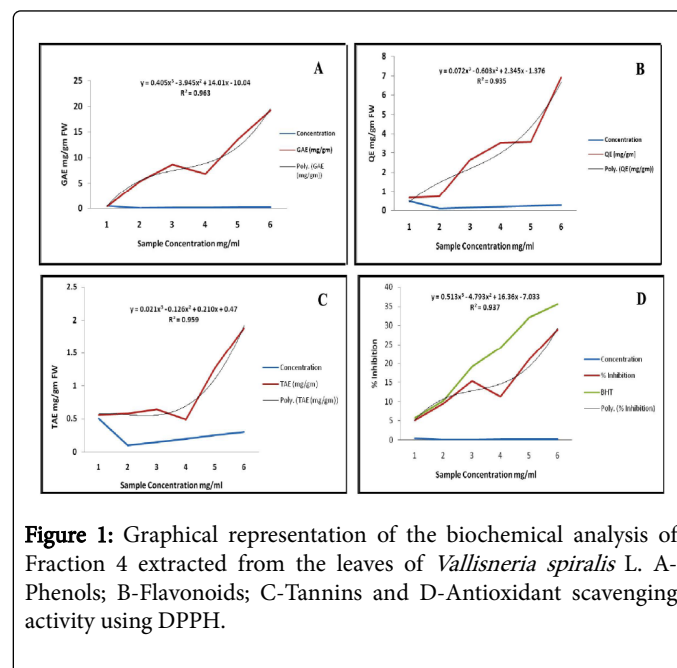 A
y = 0.405x³ - 3.945x² + 14.01x - 10.04
R² = 0.963
GAE mg/gm FW
25
20
15
10
5
0
1 2 3 4 5 6
Sample Concentration mg/ml
Concentration
GAE (mg/gm)
Poly. (GAE
(mg/gm))
B
y = 0.072x³ - 0.603x² + 2.345x - 1.376
R² = 0.935
QE mg/gm FW
8
7
6
5
4
3
2
1
0
1 2 3 4 5 6
Sample Concentration mg/ml
Concentration
QE (mg/gm)
Poly. (QE (mg/gm))
C
y = 0.021x³ - 0.126x² + 0.210x + 0.47
R² = 0.959
TAE mg/gm FW
2.5
2
1.5
1
0.5
0
1 2 3 4 5 6
Sample Concentration mg/ml
Concentration
TAE (mg/gm)
Poly. (TAE (mg/gm))
D
y = 0.513x³ - 4.793x² + 16.36x - 7.033
R² = 0.937
% Inhibition
40
35
30
25
20
15
10
5
0
1 2 3 4 5 6
Sample Concentration mg/ml
Concentration
% Inhibition
BHT
Poly. (% Inhibition)
Figure 1: Graphical representation of the biochemical analysis of
Fraction 4 extracted from the leaves of Vallisneria spiralis L. A-
Phenols; B-Flavonoids; C-Tannins and D-Antioxidant scavenging
activity using DPPH.